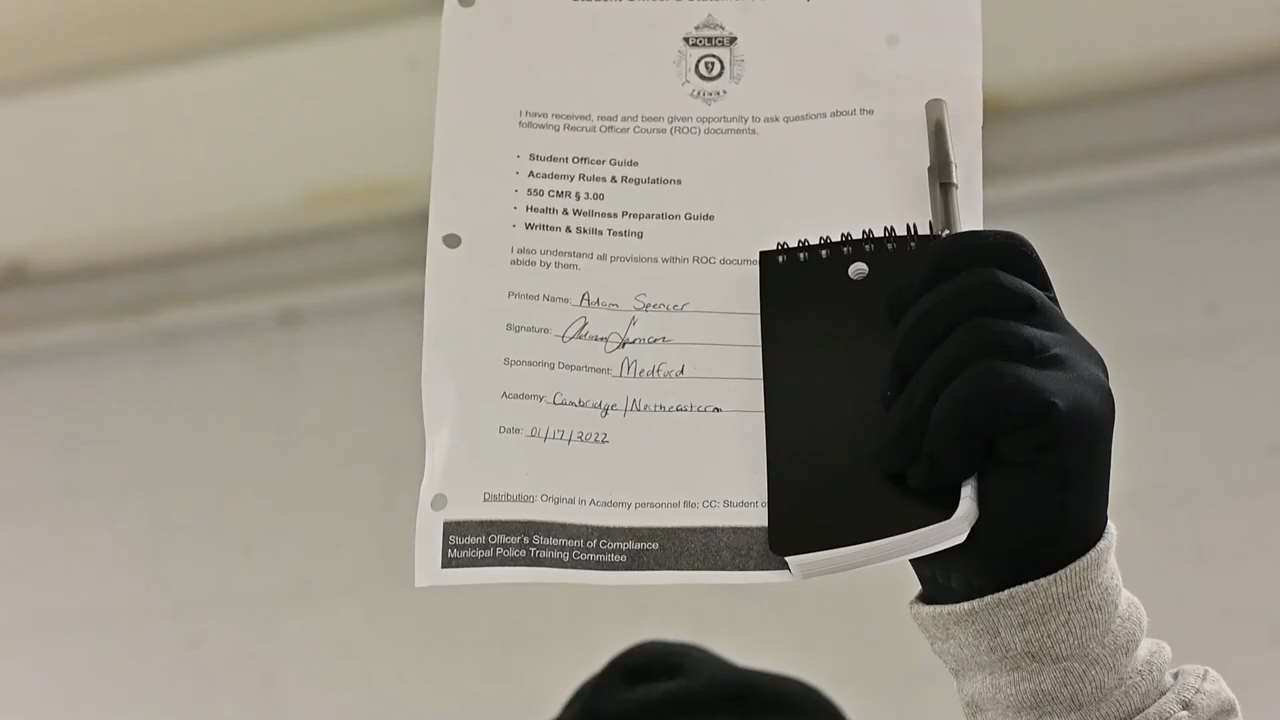 POLICE
TRAINING
I have received, read and been given opportunity to ask questions about the
following Recruit Officer Course (ROC) documents.
• Student Officer Guide
• Academy Rules & Regulations
• 550 CMR § 3.00
• Health & Wellness Preparation Guide
• Written & Skills Testing
I also understand all provisions within ROC docume
abide by them.
Printed Name: Adam Spencer
Signature: Adam Spencer
Sponsoring Department: Medford
Academy: Cambridge/Northeastern
Date: 01/17/2022
Distribution: Original in Academy personnel file; CC: Student o
Student Officer's Statement of Compliance
Municipal Police Training Committee